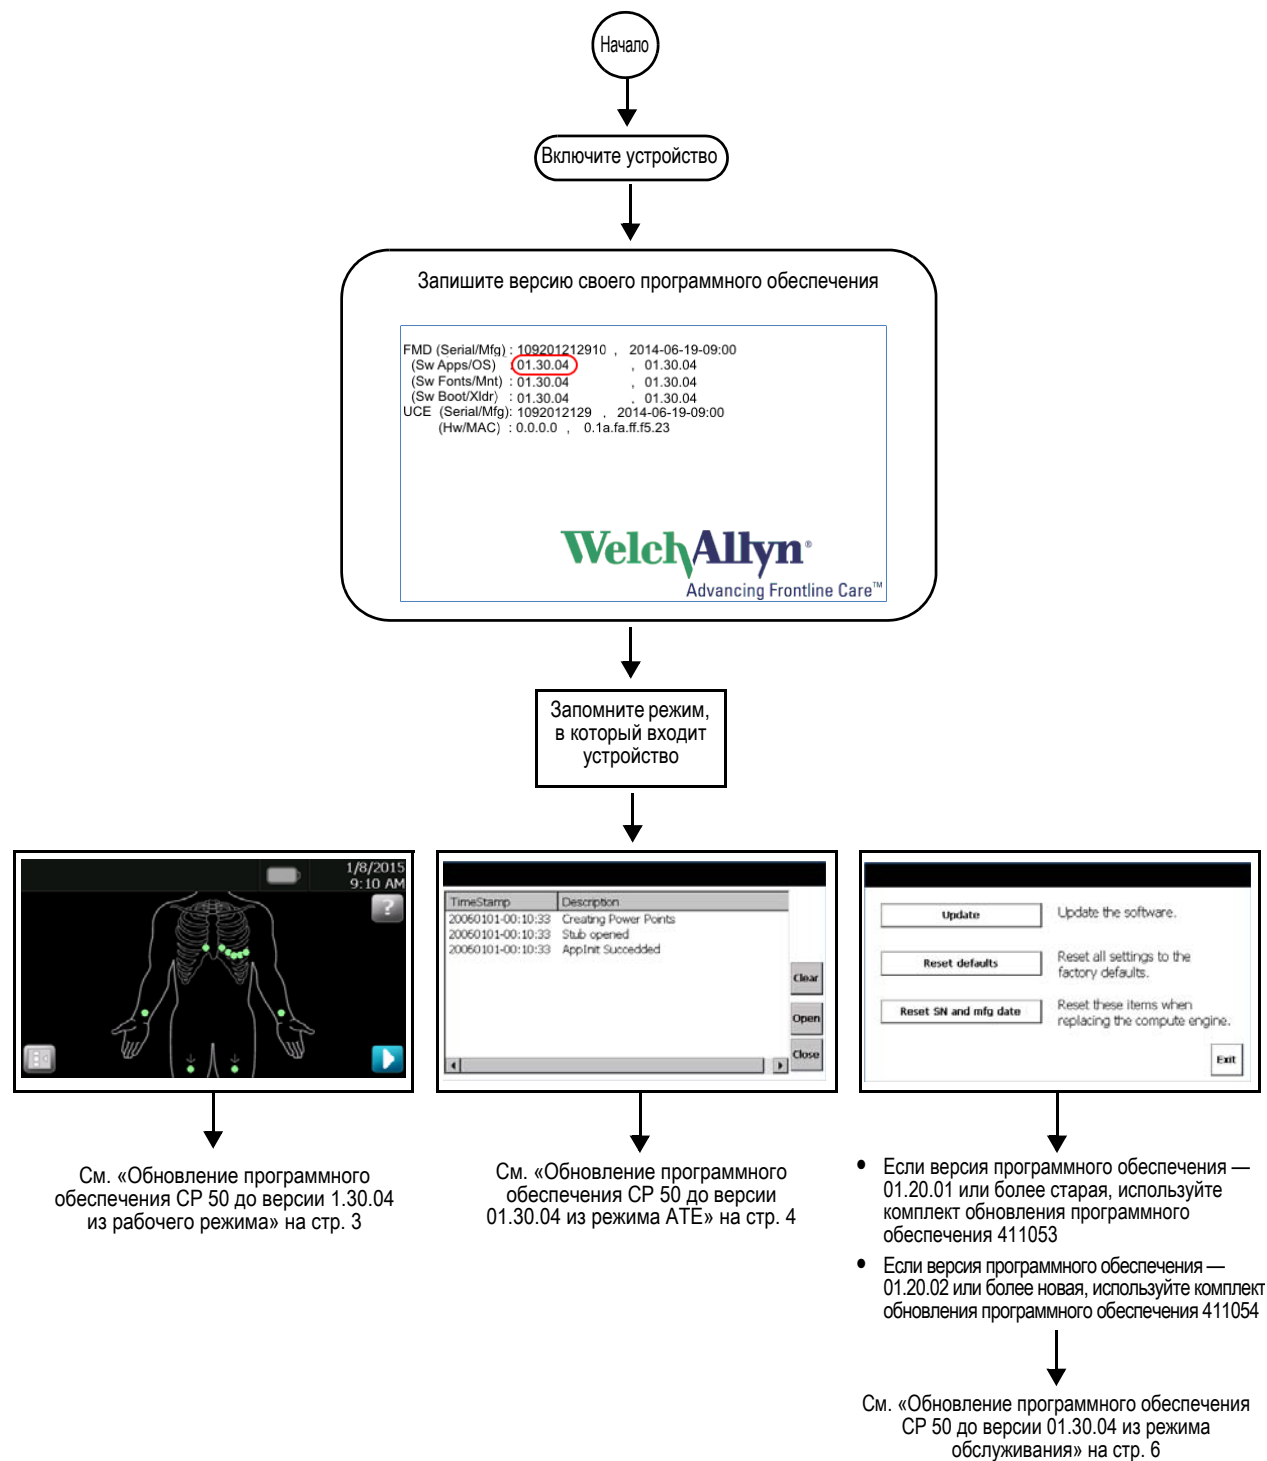 Начало
Включите устройство
Запишите версию своего программного обеспечения
FMD (Serial/Mfg) : 109201212910 , 2014-06-19-09:00
(Sw Apps/OS) : 01.30.04 , 01.30.04
(Sw Fonts/Mnt) : 01.30.04 , 01.30.04
(Sw Boot/Xldr) : 01.30.04 , 01.30.04
UCE (Serial/Mfg): 1092012129 , 2014-06-19-09:00
(Hw/MAC) : 0.0.0.0 , 0.1a.fa.ff.f5.23
WelchAllyn®
Advancing Frontline Care™
Запомните режим,
в который входит
устройство
1/8/2015
9:10 AM
?
TimeStamp Description
20060101-00:10:33 Creating Power Points
20060101-00:10:33 Stub opened
20060101-00:10:33 AppInit Succedded
Clear
Open
Close
Update Update the software.
Reset defaults Reset all settings to the
factory defaults.
Reset SN and mfg date Reset these items when
replacing the compute engine.
Exit
См. «Обновление программного
обеспечения CP 50 до версии 1.30.04
из рабочего режима» на стр. 3
См. «Обновление программного
обеспечения CP 50 до версии
01.30.04 из режима ATE» на стр. 4
• Если версия программного обеспечения —
01.20.01 или более старая, используйте
комплект обновления программного
обеспечения 411053
• Если версия программного обеспечения —
01.20.02 или более новая, используйте комплект
обновления программного обеспечения 411054
См. «Обновление программного обеспечения
CP 50 до версии 01.30.04 из режима
обслуживания» на стр. 6